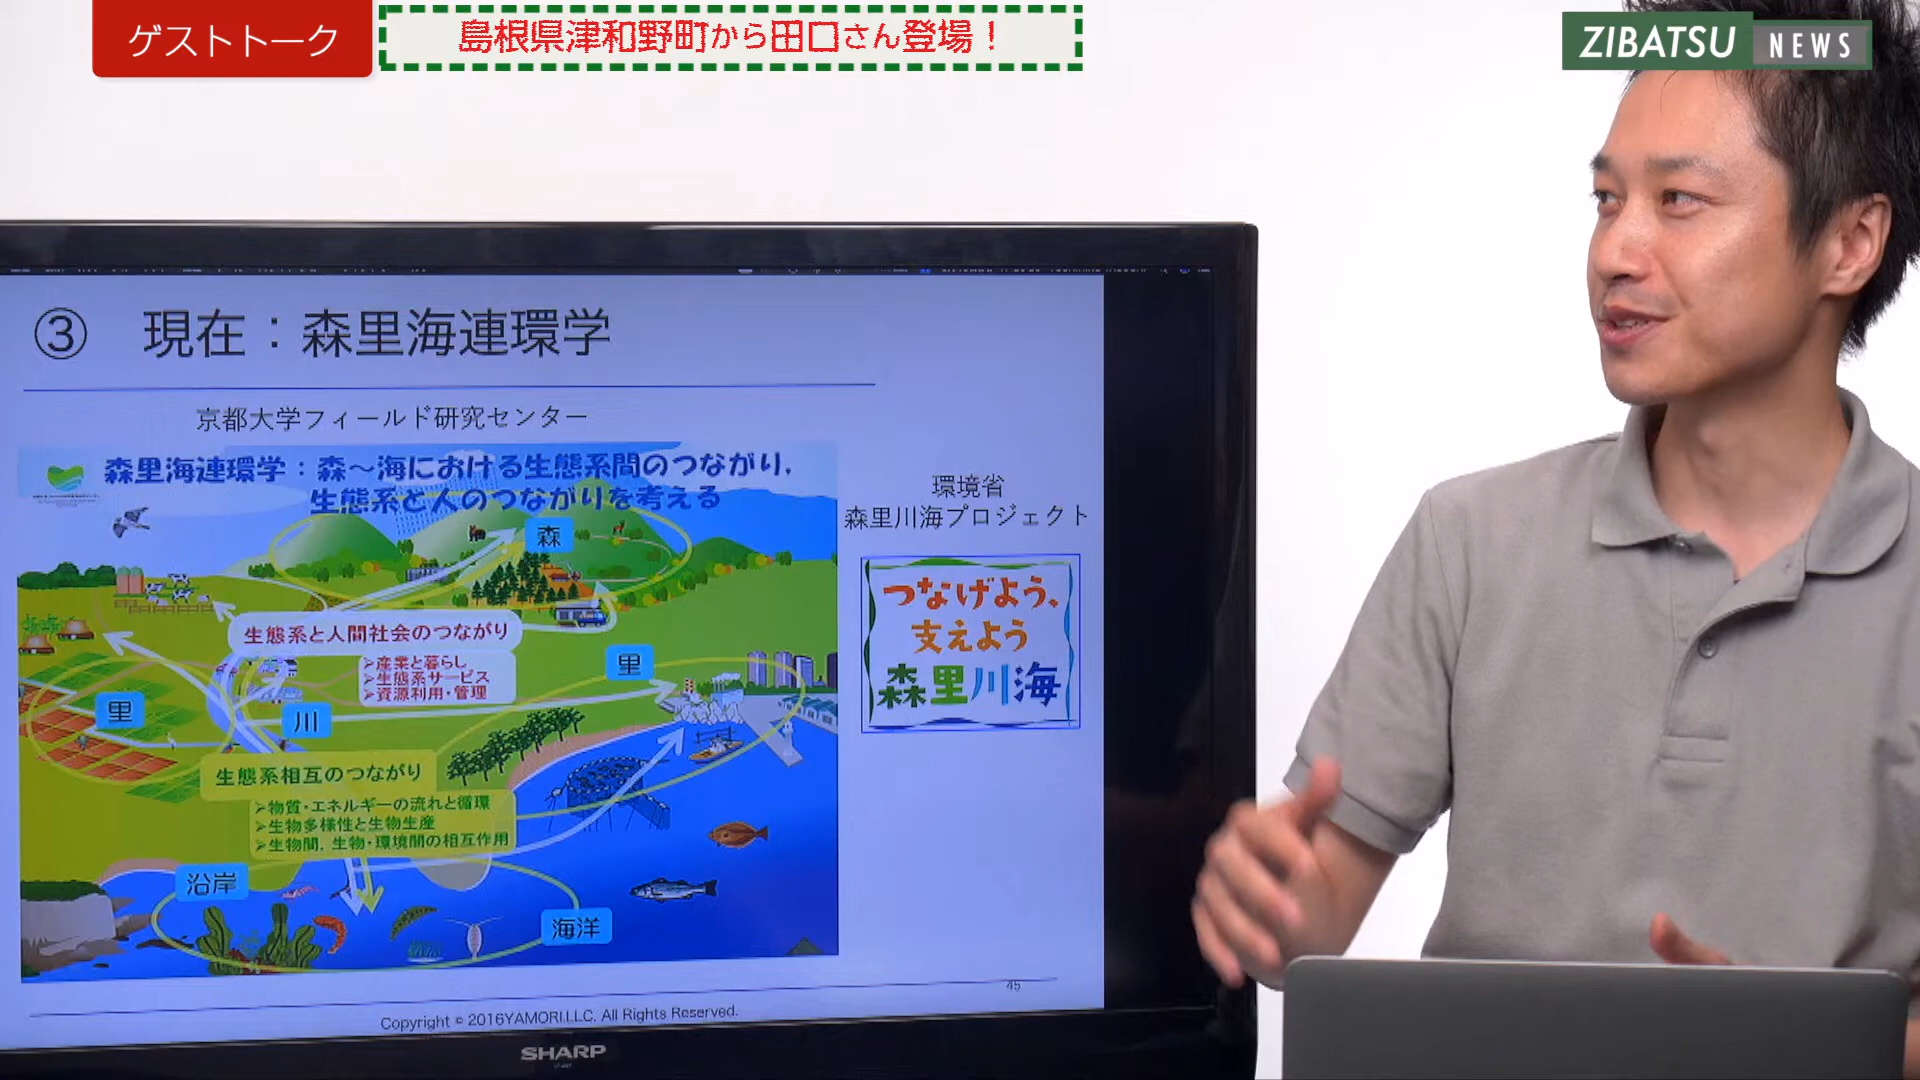 ゲストトーク
島根県津和野町から田口さん登場！
ZIBATSU NEWS
③ 現在：森里海連環学
京都大学フィールド研究センター
森里海連環学：森〜海における生態系間のつながり，
生態系と人のつながりを考える
森
生態系と人間社会のつながり
➢産業と暮らし
➢生態系サービス
➢資源利用・管理
里
里
川
生態系相互のつながり
➢物質・エネルギーの流れと循環
➢生物多様性と生物生産
➢生物間，生物・環境間の相互作用
沿岸
海洋
環境省
森里川海プロジェクト
つなげよう、
支えよう
森里川海
45
Copyright © 2016YAMORI.LLC. All Rights Reserved.
SHARP